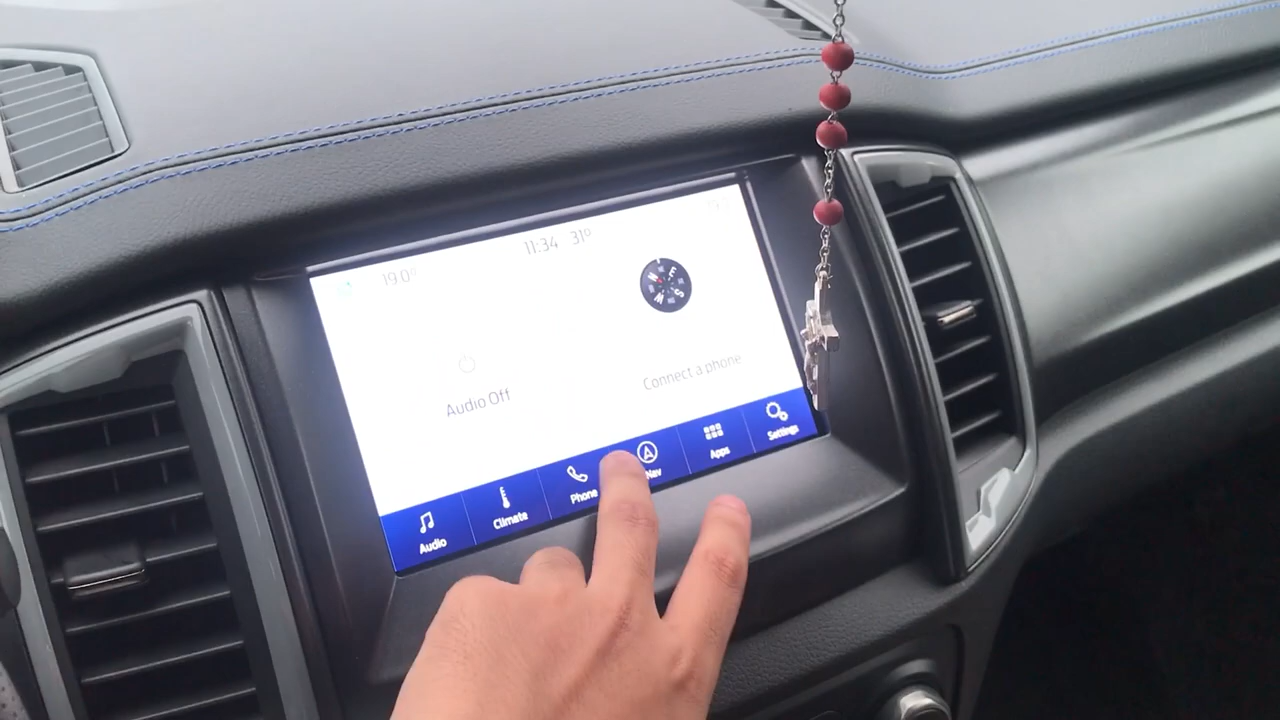 19.0°
11:34 31°
Audio Off
Connect a phone
Audio
Climate
Phone
Nav
Apps
Settings